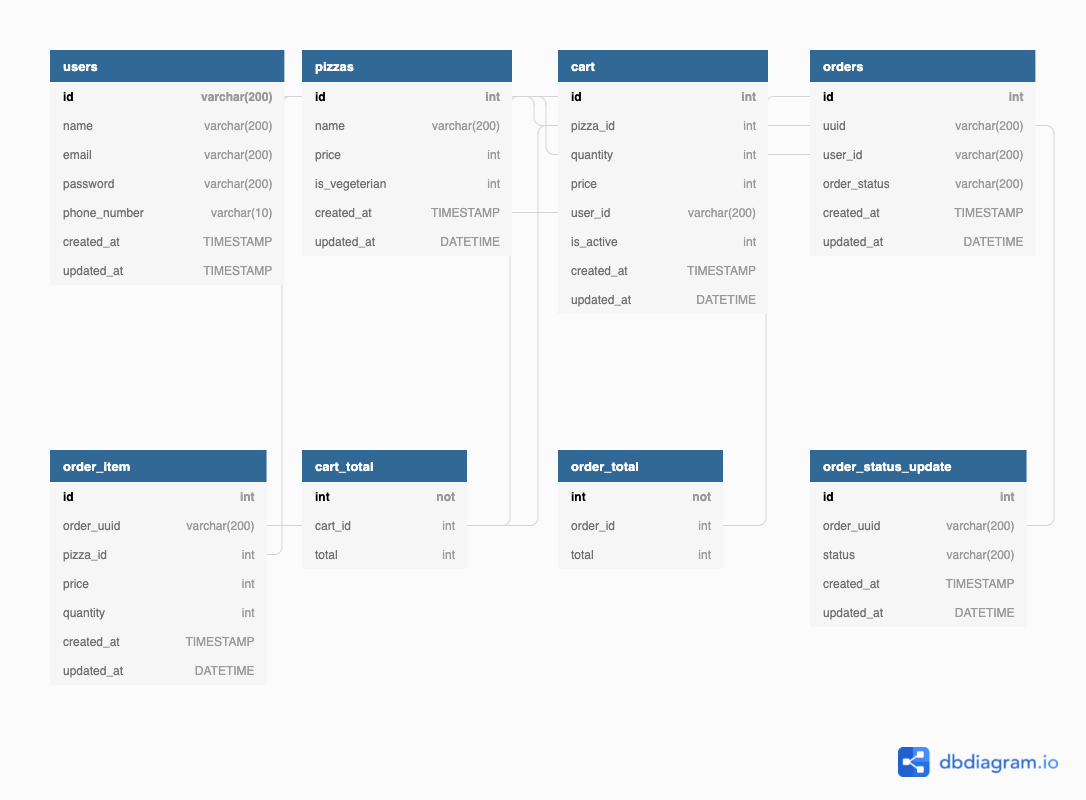 users
id varchar(200)
name varchar(200)
email varchar(200)
password varchar(200)
phone_number varchar(10)
created_at TIMESTAMP
updated_at TIMESTAMP
pizzas
id int
name varchar(200)
price int
is_vegeterian int
created_at TIMESTAMP
updated_at DATETIME
cart
id int
pizza_id int
quantity int
price int
user_id varchar(200)
is_active int
created_at TIMESTAMP
updated_at DATETIME
orders
id int
uuid varchar(200)
user_id varchar(200)
order_status varchar(200)
created_at TIMESTAMP
updated_at DATETIME
order_item
id int
order_uuid varchar(200)
pizza_id int
price int
quantity int
created_at TIMESTAMP
updated_at DATETIME
cart_total
int not
cart_id int
total int
order_total
int not
order_id int
total int
order_status_update
id int
order_uuid varchar(200)
status varchar(200)
created_at TIMESTAMP
updated_at DATETIME
dbdiagram.io